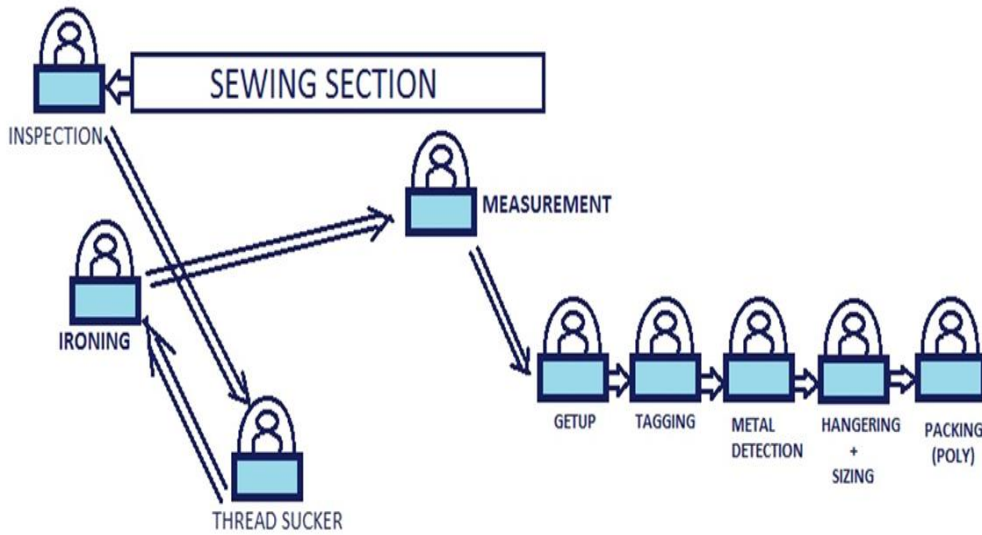 SEWING SECTION
INSPECTION
MEASUREMENT
IRONING
THREAD SUCKER
GETUP
TAGGING
METAL
DETECTION
HANGERING
+
SIZING
PACKING
(POLY)